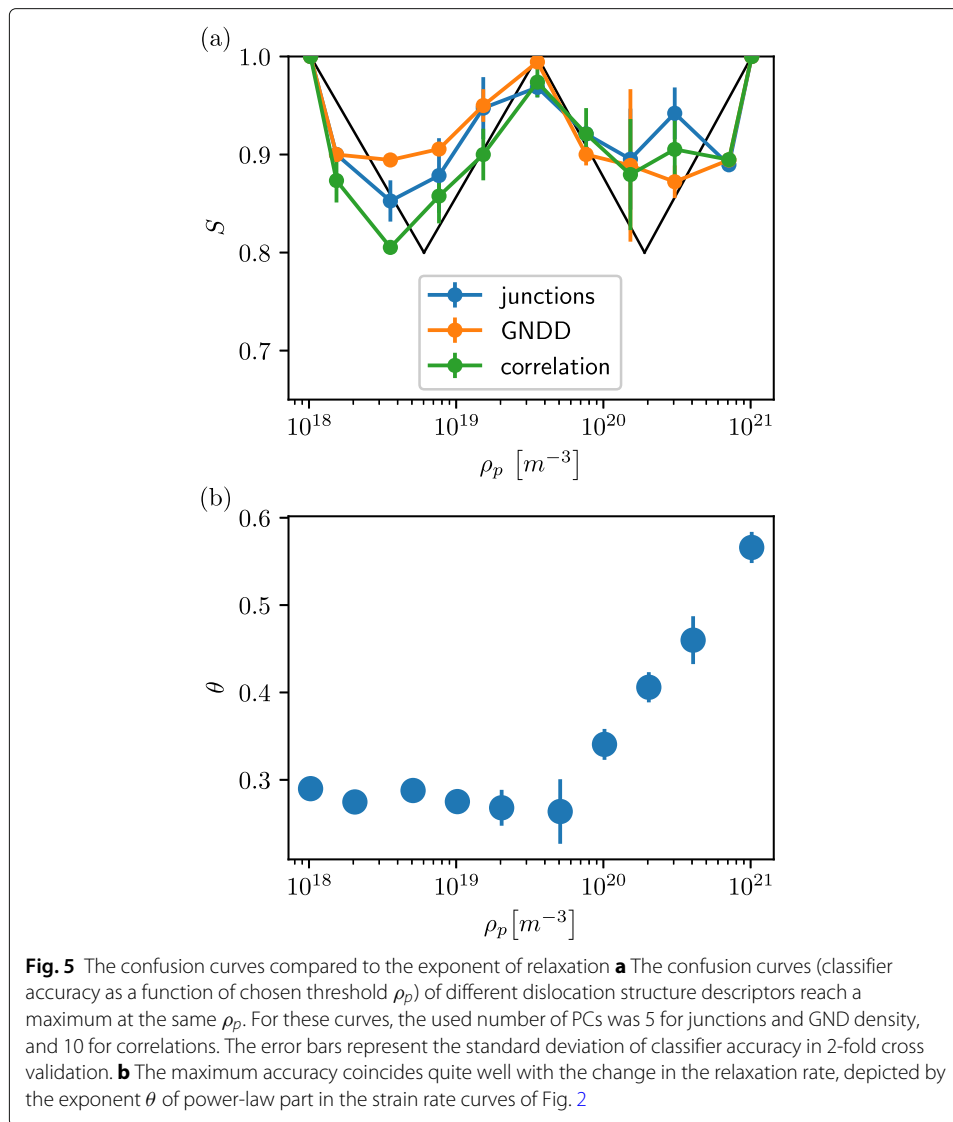 (a)
1.0
0.9
0.8
0.7
S
junctions
GNDD
correlation
10^18 10^19 10^20 10^21
ρ_p [m^−3]
(b)
0.6
0.5
0.4
0.3
θ
10^18 10^19 10^20 10^21
ρ_p[m^−3]
Fig. 5 The confusion curves compared to the exponent of relaxation a The confusion curves (classifier
accuracy as a function of chosen threshold ρ_p) of different dislocation structure descriptors reach a
maximum at the same ρ_p. For these curves, the used number of PCs was 5 for junctions and GND density,
and 10 for correlations. The error bars represent the standard deviation of classifier accuracy in 2-fold cross
validation. b The maximum accuracy coincides quite well with the change in the relaxation rate, depicted by
the exponent θ of power-law part in the strain rate curves of Fig. 2